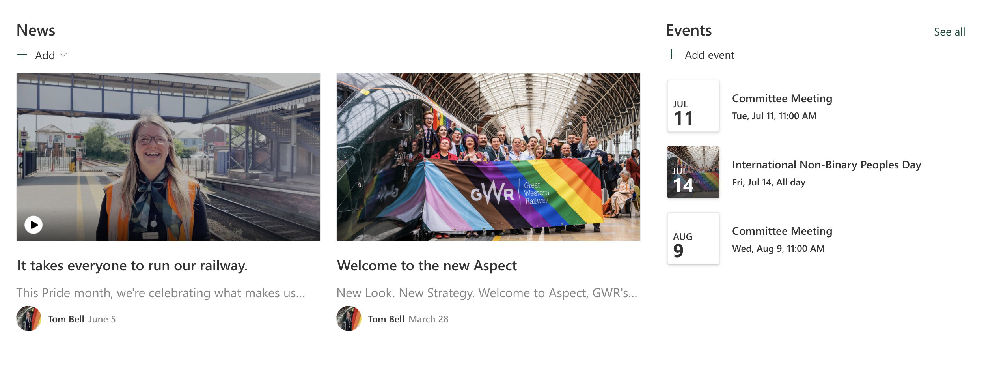 News
Add
Alan Turing
GWR
Great
Western
Railway
It takes everyone to run our railway.
This Pride month, we're celebrating what makes us...
Tom Bell June 5
Welcome to the new Aspect
New Look. New Strategy. Welcome to Aspect, GWR's...
Tom Bell March 28
Events
See all
Add event
JUL
11
Committee Meeting
Tue, Jul 11, 11:00 AM
JUL
14
International Non-Binary Peoples Day
Fri, Jul 14, All day
AUG
9
Committee Meeting
Wed, Aug 9, 11:00 AM